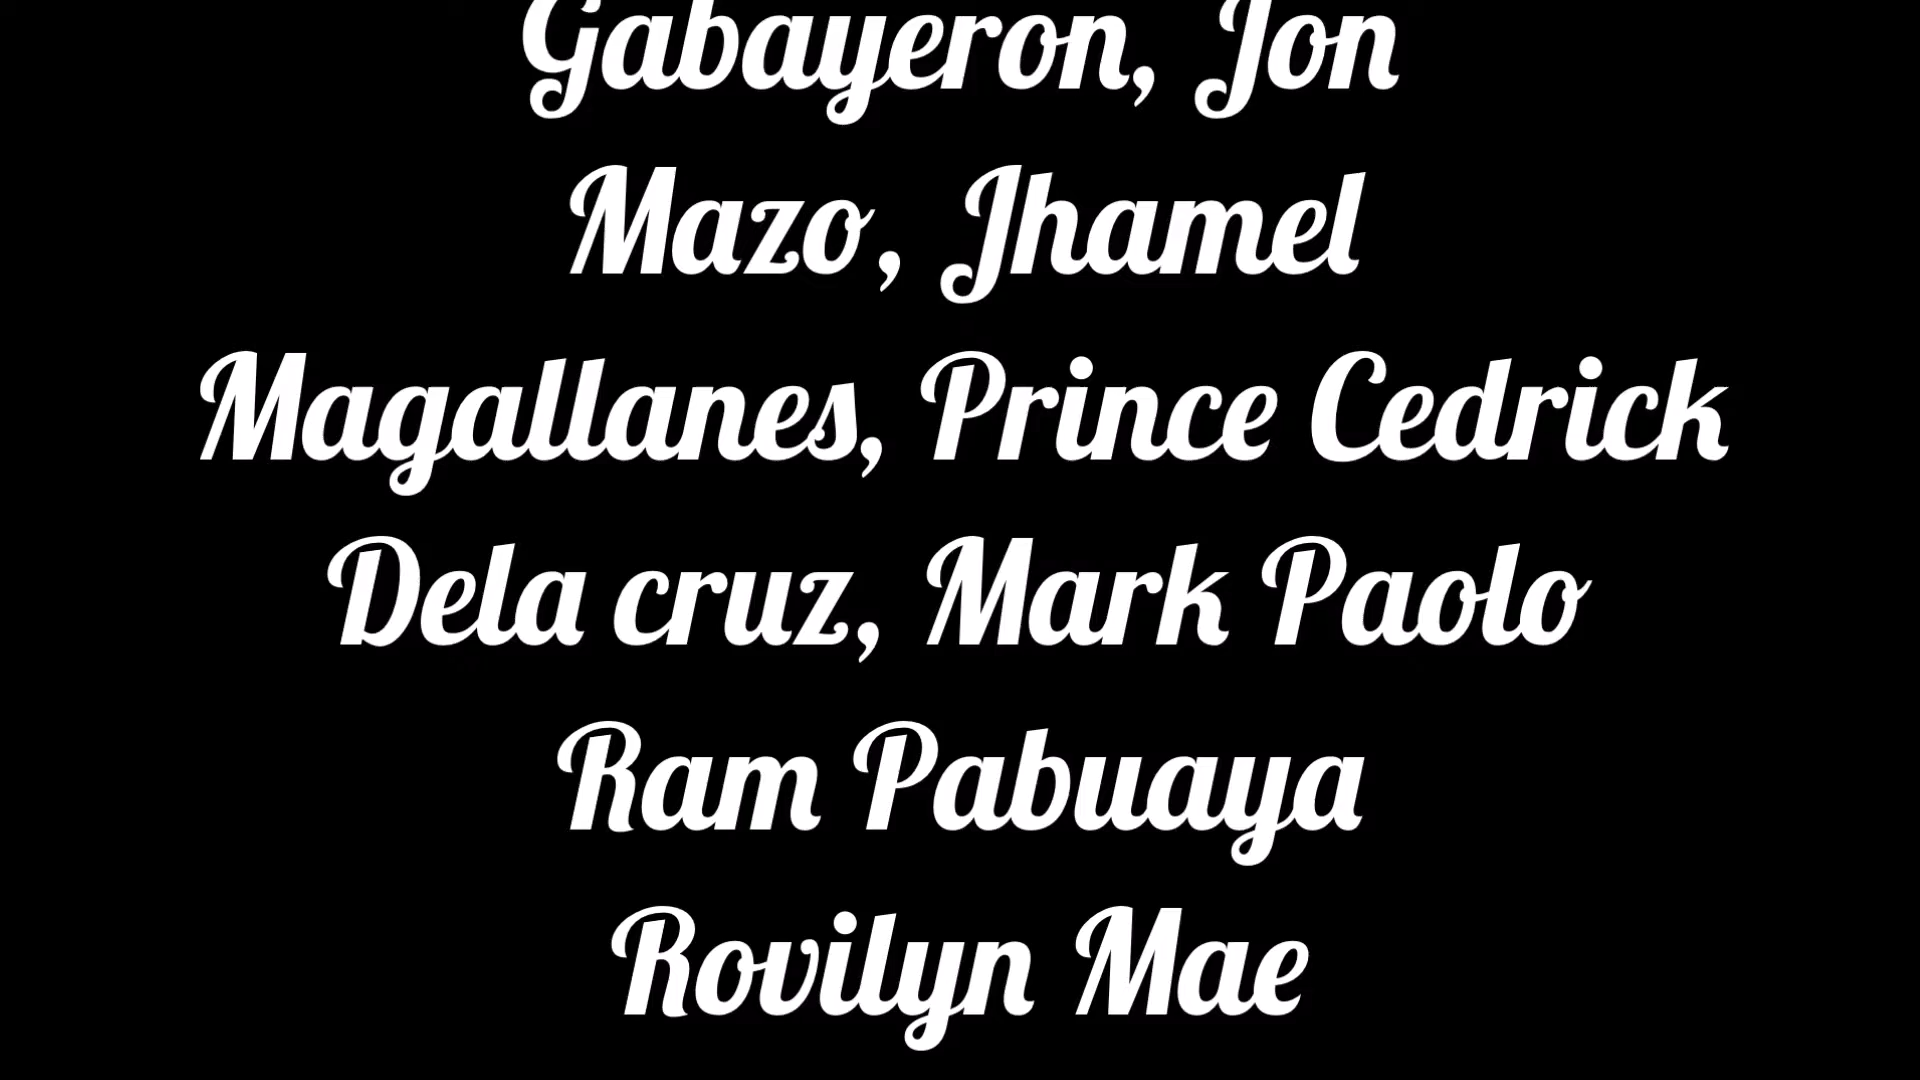 Gabayeron, Jon
Mazo, Jhamel
Magallanes, Prince Cedrick
Dela cruz, Mark Paolo
Ram Pabuaya
Rovilyn Mae